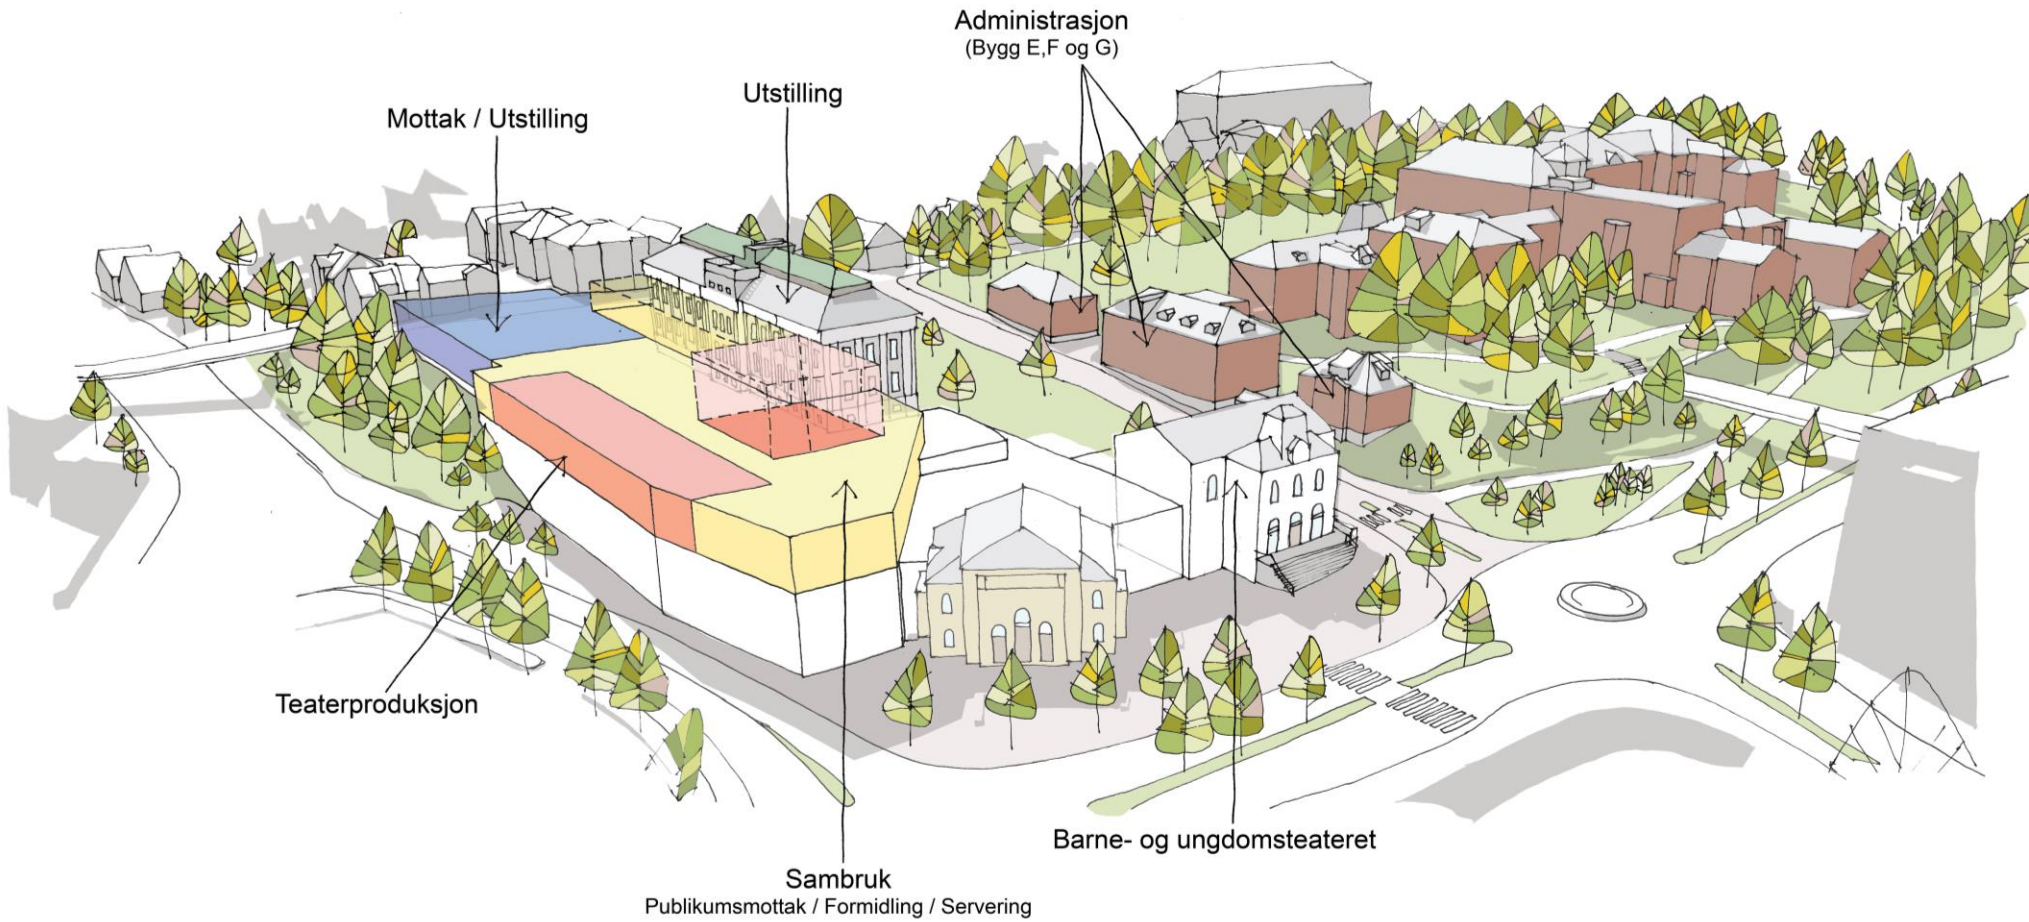 Administrasjon
(Bygg E,F og G)
Utstilling
Mottak / Utstilling
Teaterproduksjon
Barne- og ungdomsteateret
Sambruk
Publikumsmottak / Formidling / Servering